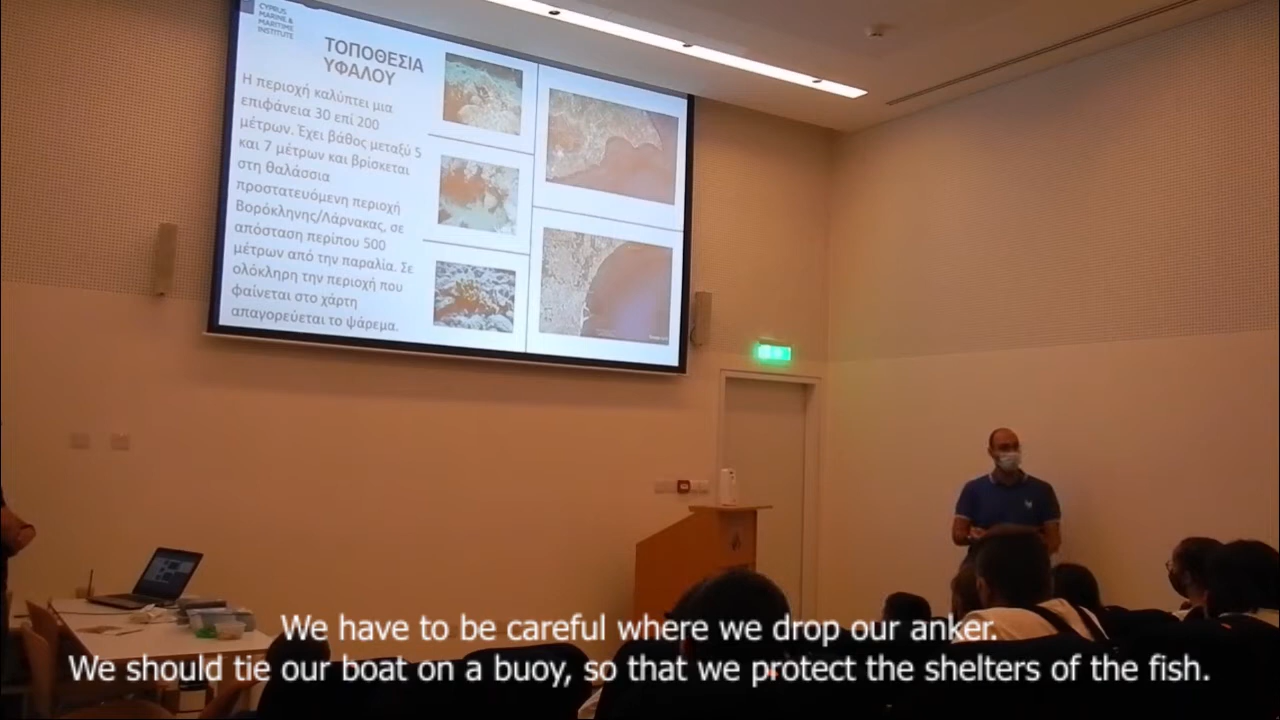 CYPRUS
MARINE &
MARITIME
INSTITUTE
ΤΟΠΟΘΕΣΙΑ
ΥΦΑΛΟΥ
Η περιοχή καλύπτει μια
επιφάνεια 30 επί 200
μέτρων. Έχει βάθος μεταξύ 5
και 7 μέτρων και βρίσκεται
στη θαλάσσια
προστατευόμενη περιοχή
Βορόκληνης/Λάρνακας, σε
απόσταση περίπου 500
μέτρων από την παραλία. Σε
ολόκληρη την περιοχή που
φαίνεται στο χάρτη
απαγορεύεται το ψάρεμα.
We have to be careful where we drop our anker.
We should tie our boat on a buoy, so that we protect the shelters of the fish.